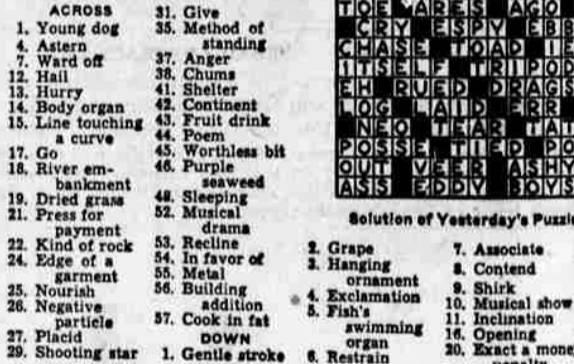 ACROSS
1. Young dog
4. Astern
7. Ward off
12. Hail
13. Hurry
14. Body organ
15. Line touching
a curve
17. Go
18. River em-
bankment
19. Dried grass
21. Press for
payment
22. Kind of rock
24. Edge of a
garment
25. Nourish
26. Negative
particle
27. Placid
29. Shooting star
31. Give
35. Method of
standing
37. Anger
38. Chums
41. Shelter
42. Continent
43. Fruit drink
44. Poem
45. Worthless bit
46. Purple
seaweed
48. Sleeping
52. Musical
drama
53. Recline
54. In favor of
55. Metal
56. Building
addition
57. Cook in fat
DOWN
1. Gentle stroke
TOE ARES AGO
CRY ESPY EBB
CHASE TOAD IE
ITSELF TRIPOD
EH RUED DRAGS
LOG LAID ERR
NEO TEAR TAT
POSSE TIED PO
OUT VEER ASHY
ASS EDDY BOYS
Solution of Yesterday's Puzzle
2. Grape
3. Hanging
ornament
4. Exclamation
5. Fish's
swimming
organ
6. Restrain
7. Associate
8. Contend
9. Shirk
10. Musical show
11. Inclination
16. Opening
20. Exact a mone
penalty